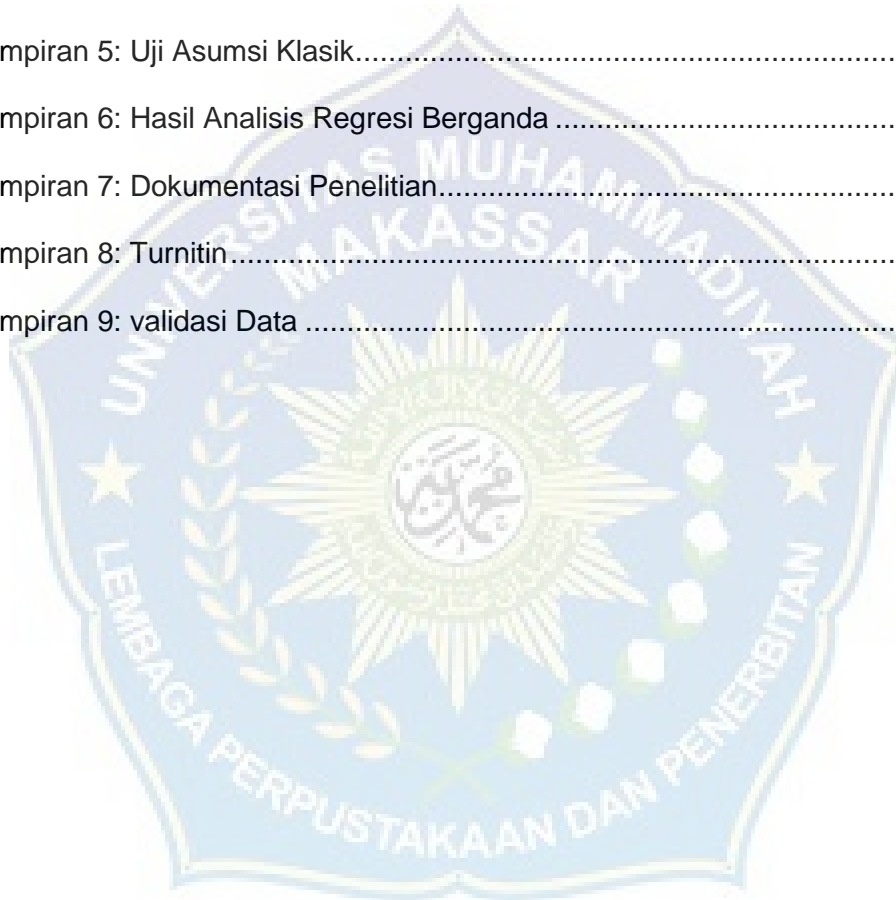 mpiran 5: Uji Asumsi Klasik................................................................
mpiran 6: Hasil Analisis Regresi Berganda ........................................
mpiran 7: Dokumentasi Penelitian......................................................
mpiran 8: Turnitin...............................................................................
mpiran 9: validasi Data ......................................................................
UNIVERSITAS MUHAMMADIYAH
MAKASSAR
LEMBAGA PERPUSTAKAAN DAN PENERBITAN